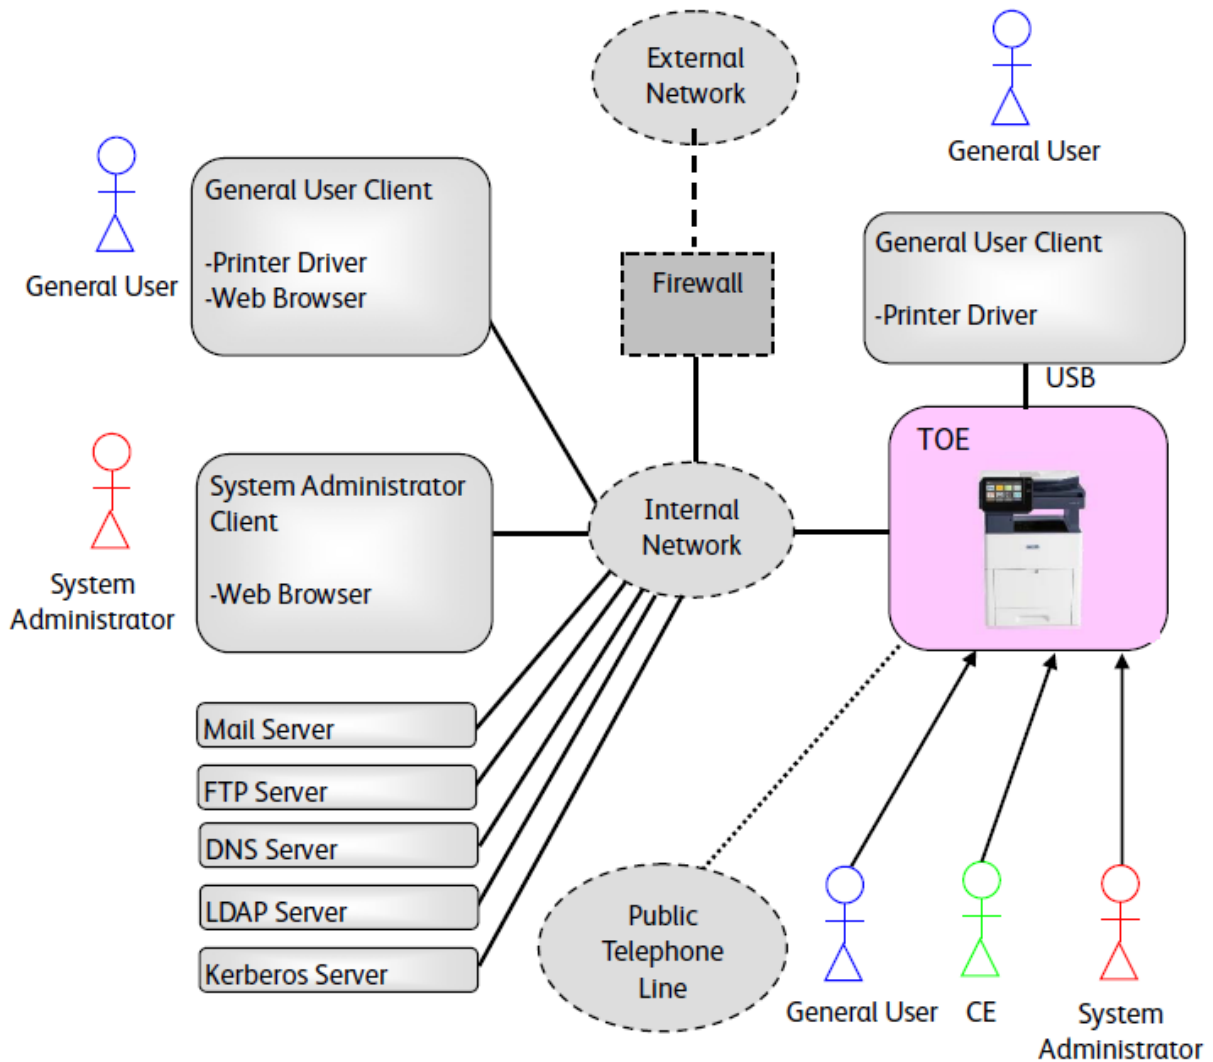 External
Network
General User
General User Client
-Printer Driver
-Web Browser
General User
Firewall
General User Client
-Printer Driver
USB
TOE
System Administrator
Client
-Web Browser
System
Administrator
Internal
Network
Mail Server
FTP Server
DNS Server
LDAP Server
Kerberos Server
Public
Telephone
Line
General User
CE
System
Administrator